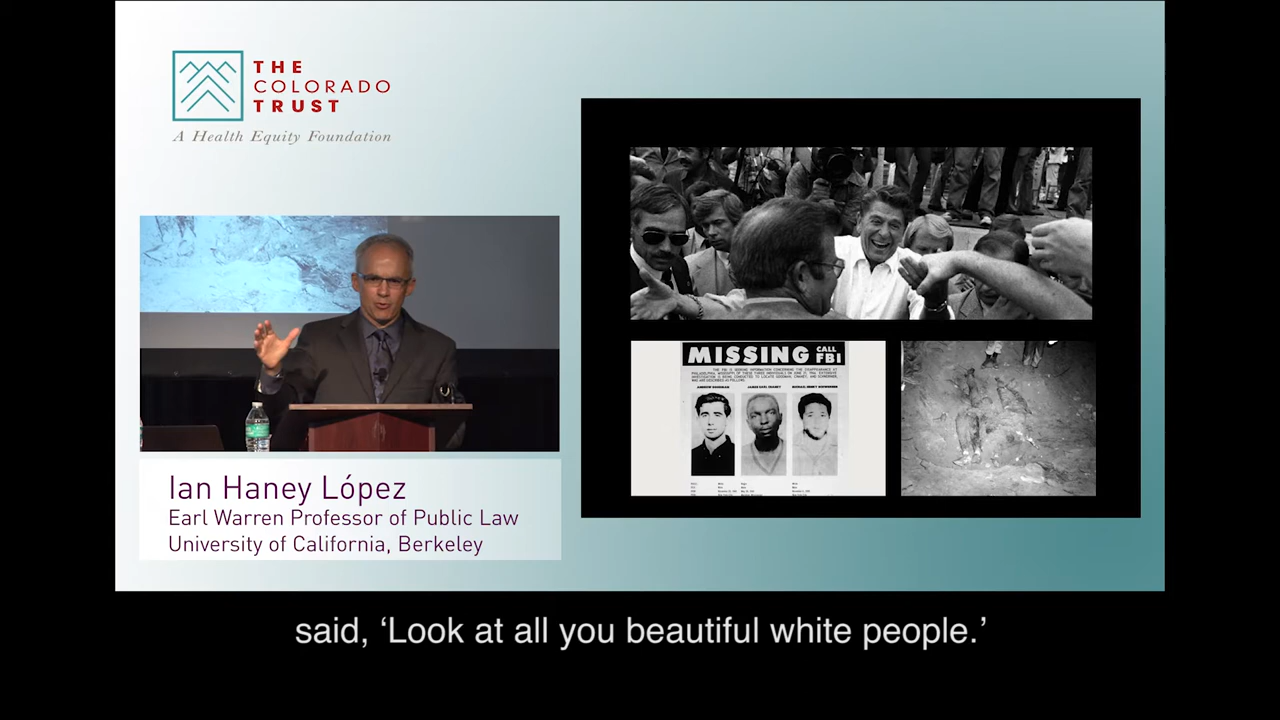 THE
COLORADO
TRUST
A Health Equity Foundation
MISSING CALL FBI
Ian Haney López
Earl Warren Professor of Public Law
University of California, Berkeley
said, ‘Look at all you beautiful white people.’